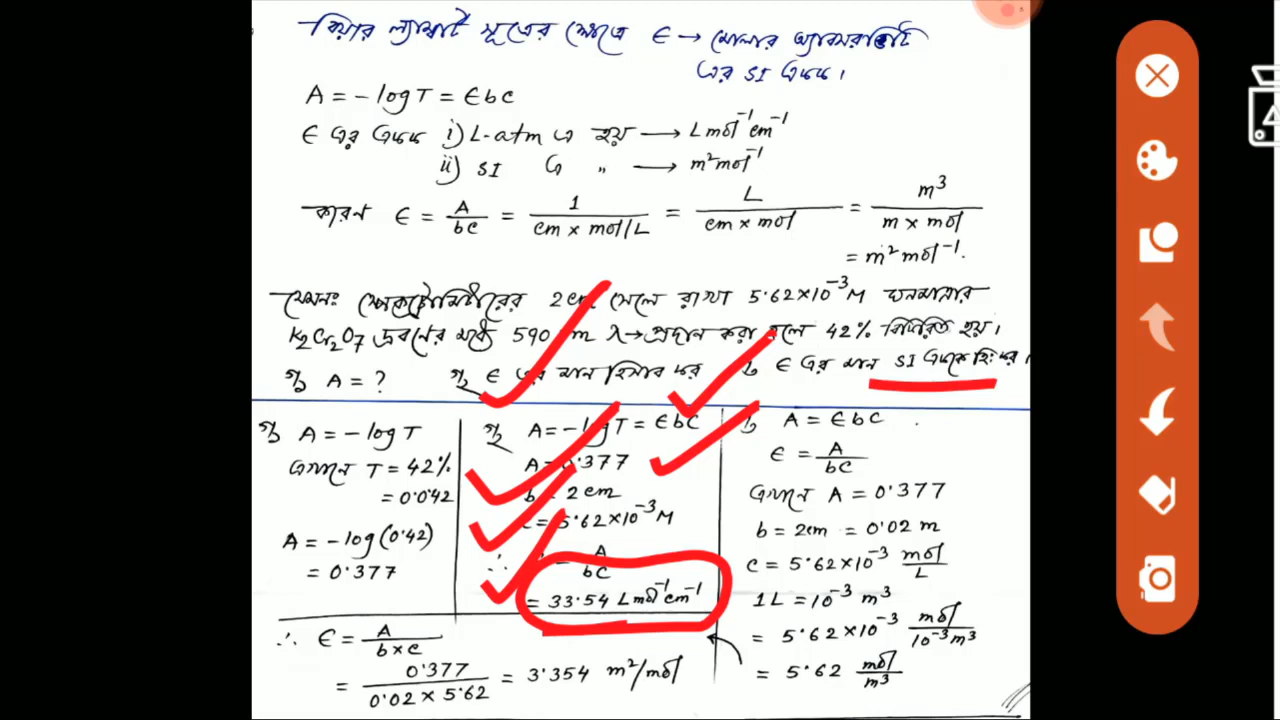 বিয়ার ল্যাম্বার্ট সূত্রের ক্ষেত্রে ϵ → মোলার অ্যাবসরবিটি
এর SI এককে।
A = -log T = ϵbc
ϵ এর একক i) L-atm এ হয় → L mol⁻¹ cm⁻¹
ii) SI এ " → m² mol⁻¹
কারণ ϵ = A/bc = 1/(cm × mol/L) = L/(cm × mol) = m³/(m × mol)
= m² mol⁻¹.
যেমনঃ স্পেকট্রোমিটারের 2cm সেলে রাখা 5.62×10⁻³ M ঘনমাত্রার
K₂Cr₂O₇ দ্রবণের মধ্যে 590 nm λ→ প্রদান করা হলে 42% হয়।
A = ? ϵ এর মান হিসাব কর ϵ এর মান SI এককে হিঃ কর।
A = -log T
এখানে T = 42%
= 0.042
A = -log(0.42)
= 0.377
A = -log T = ϵbc
A = 0.377
b = 2 cm
c = 5.62×10⁻³ M
∴ ϵ = A/bc
= 33.54 L mol⁻¹ cm⁻¹
A = ϵbc
ϵ = A/bc
এখানে A = 0.377
b = 2cm = 0.02 m
c = 5.62×10⁻³ mol/L
1L = 10⁻³ m³
= 5.62×10⁻³ mol/10⁻³ m³
= 5.62 mol/m³
∴ ϵ = A/(b×c)
= 0.377/(0.02 × 5.62) = 3.354 m²/mol